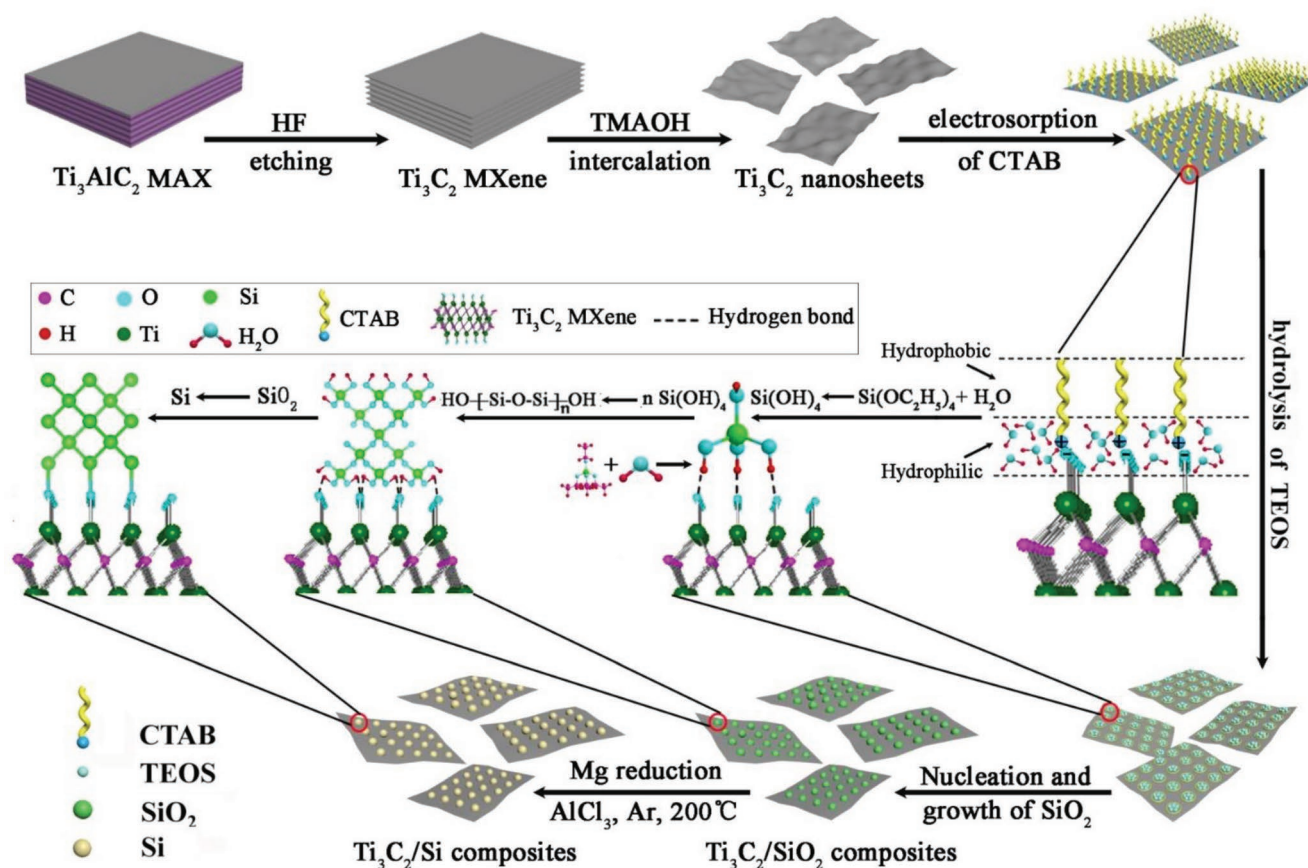 HF
etching
TMAOH
intercalation
electrosorption
of CTAB
Ti₃AlC₂ MAX
Ti₃C₂ MXene
Ti₃C₂ nanosheets
C
O
Si
CTAB
Ti₃C₂ MXene
Hydrogen bond
H
Ti
H₂O
hydrolysis of TEOS
Hydrophobic
Hydrophilic
Si ← SiO₂
HO-[-Si-O-Si-]ₙOH ← n Si(OH)₄
Si(OH)₄ ← Si(OC₂H₅)₄ + H₂O
+
+ + +
- - -
CTAB
TEOS
SiO₂
Si
Mg reduction
AlCl₃, Ar, 200℃
Nucleation and
growth of SiO₂
Ti₃C₂/Si composites
Ti₃C₂/SiO₂ composites